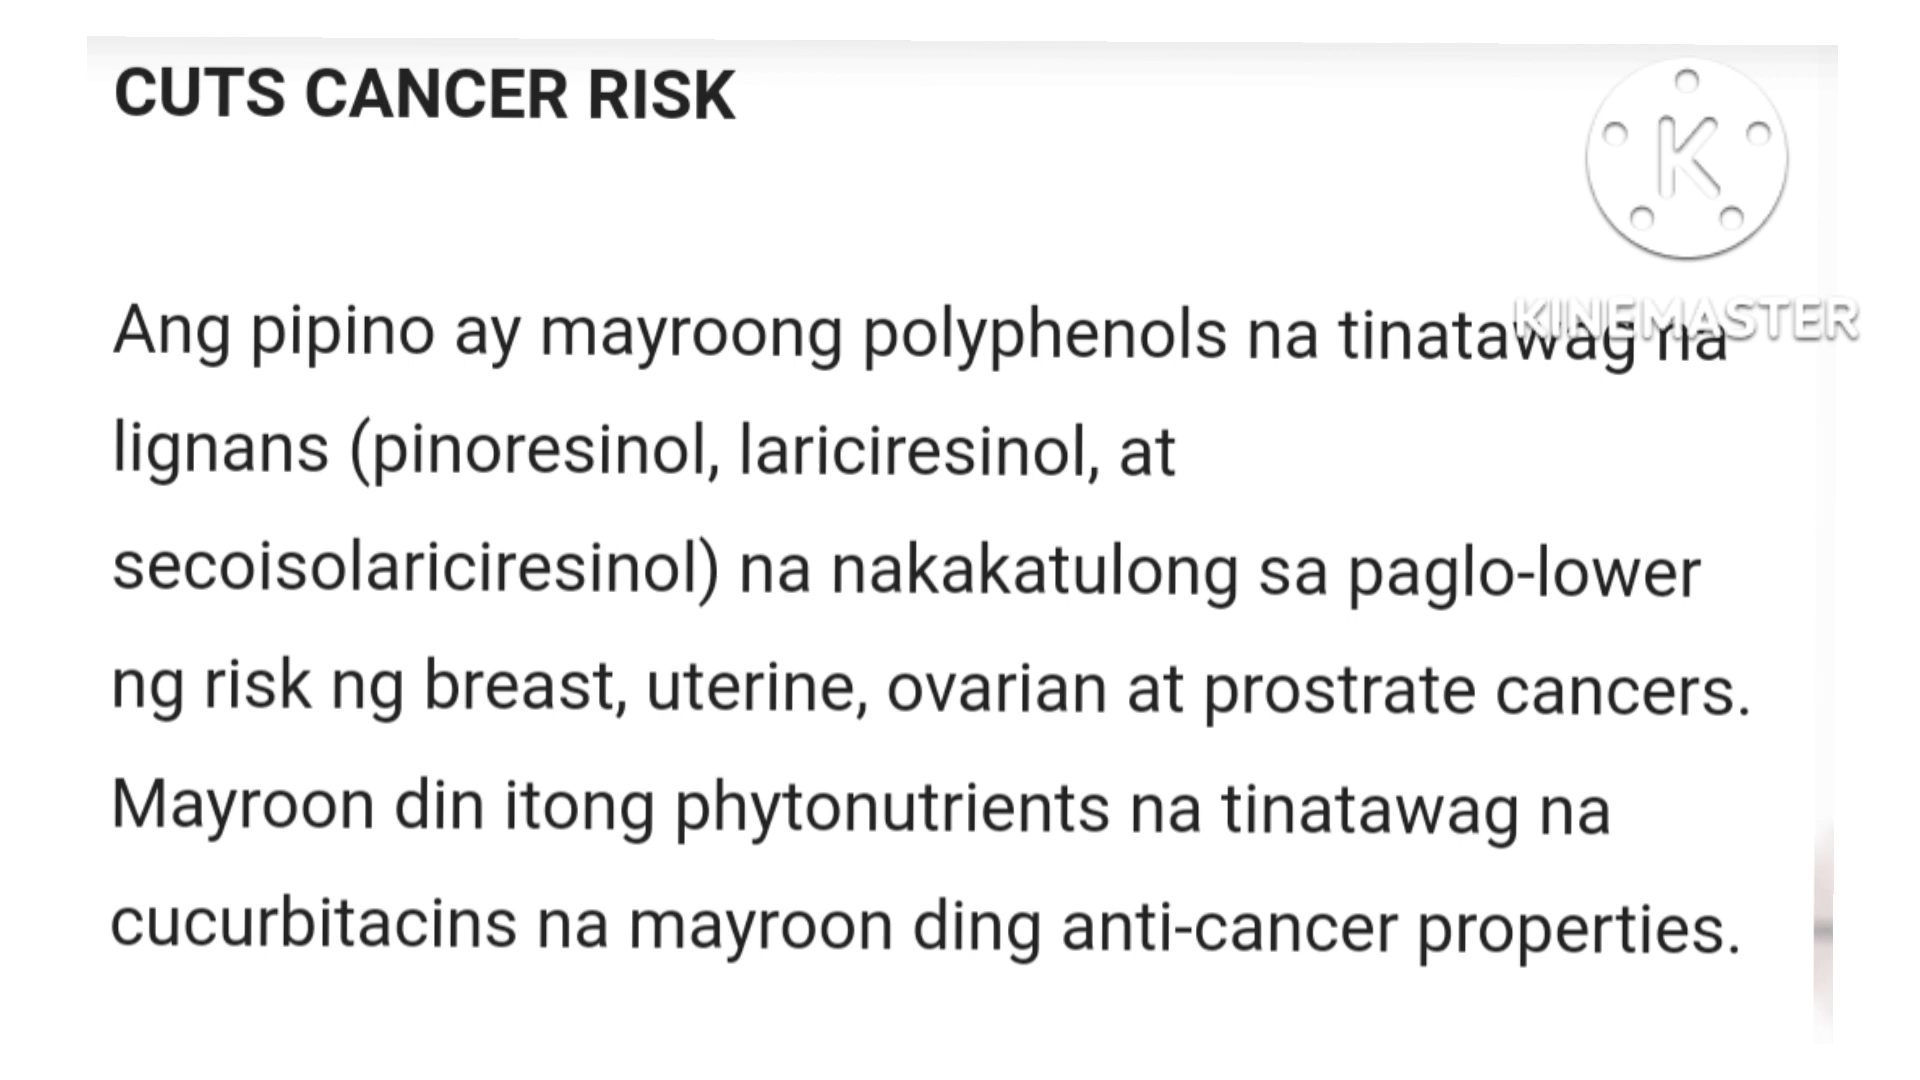 CUTS CANCER RISK
K
KINEMASTER
Ang pipino ay mayroong polyphenols na tinatawag na
lignans (pinoresinol, lariciresinol, at
secoisolariciresinol) na nakakatulong sa paglo-lower
ng risk ng breast, uterine, ovarian at prostrate cancers.
Mayroon din itong phytonutrients na tinatawag na
cucurbitacins na mayroon ding anti-cancer properties.